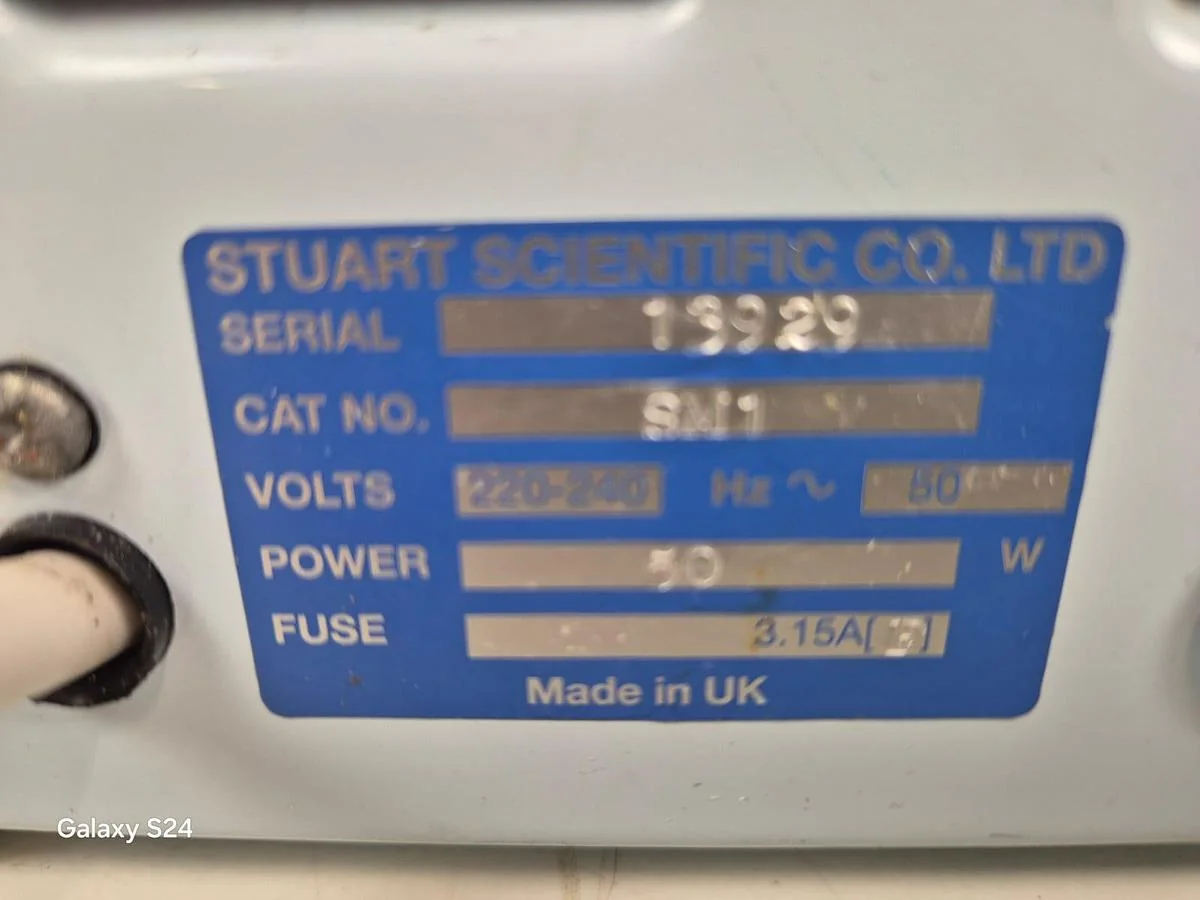 STUART SCIENTIFIC CO. LTD
SERIAL 13929
CAT NO. SM1
VOLTS 220-240 Hz ~ 50
POWER 50 W
FUSE 3.15A[ ]
Made in UK
Galaxy S24